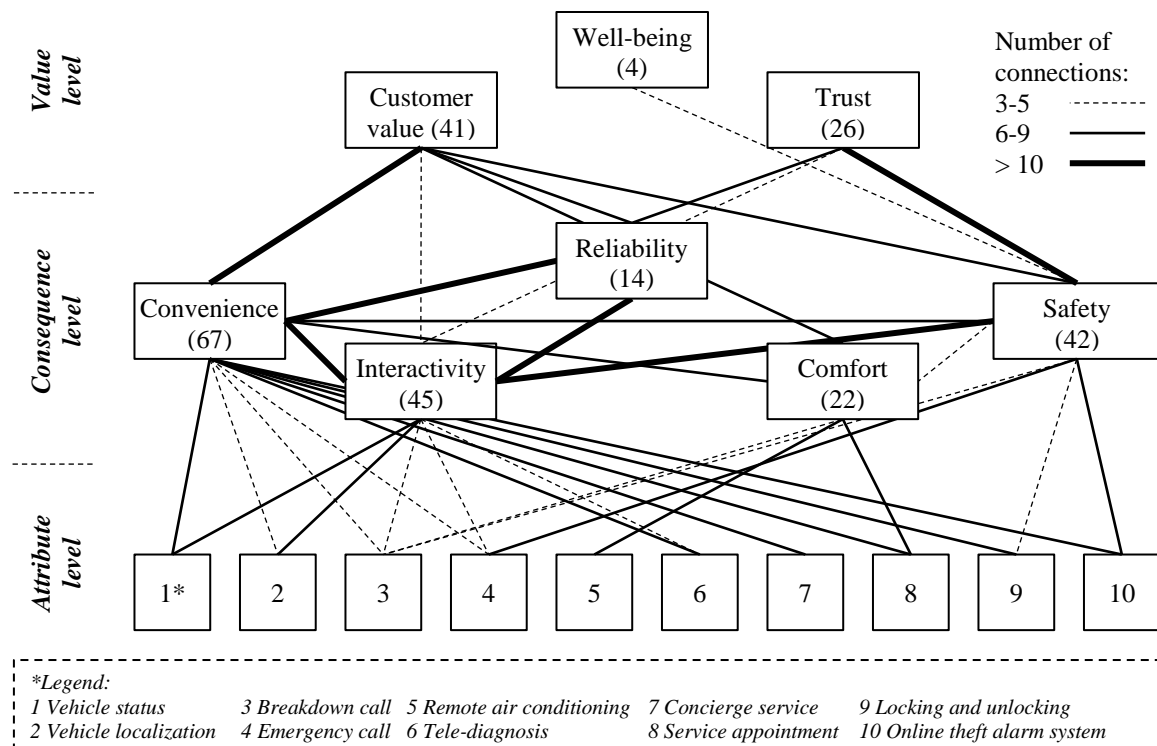 Value
level
Consequence
level
Attribute
level
Well-being
(4)
Customer
value (41)
Trust
(26)
Number of
connections:
3-5
6-9
> 10
Reliability
(14)
Convenience
(67)
Safety
(42)
Interactivity
(45)
Comfort
(22)
1*
2
3
4
5
6
7
8
9
10
*Legend:
1 Vehicle status 3 Breakdown call 5 Remote air conditioning 7 Concierge service 9 Locking and unlocking
2 Vehicle localization 4 Emergency call 6 Tele-diagnosis 8 Service appointment 10 Online theft alarm system